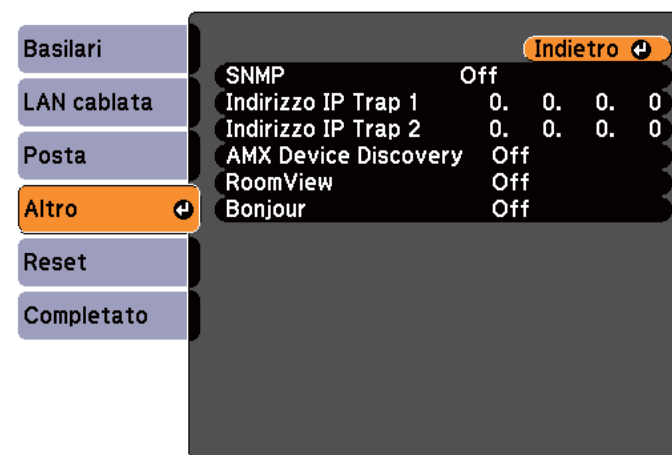 Basilari
LAN cablata
Posta
Altro
Reset
Completato
Indietro
SNMP Off
Indirizzo IP Trap 1 0. 0. 0. 0
Indirizzo IP Trap 2 0. 0. 0. 0
AMX Device Discovery Off
RoomView Off
Bonjour Off